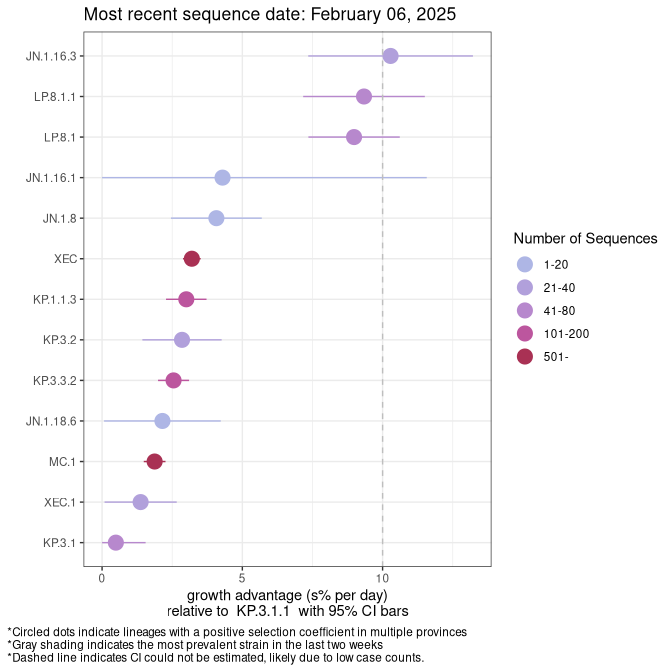 Most recent sequence date: February 06, 2025
JN.1.16.3
LP.8.1.1
LP.8.1
JN.1.16.1
JN.1.8
XEC
KP.1.1.3
KP.3.2
KP.3.3.2
JN.1.18.6
MC.1
XEC.1
KP.3.1
0 5 10
growth advantage (s% per day)
relative to KP.3.1.1 with 95% CI bars
Number of Sequences
1-20
21-40
41-80
101-200
501-
*Circled dots indicate lineages with a positive selection coefficient in multiple provinces
*Gray shading indicates the most prevalent strain in the last two weeks
*Dashed line indicates CI could not be estimated, likely due to low case counts.